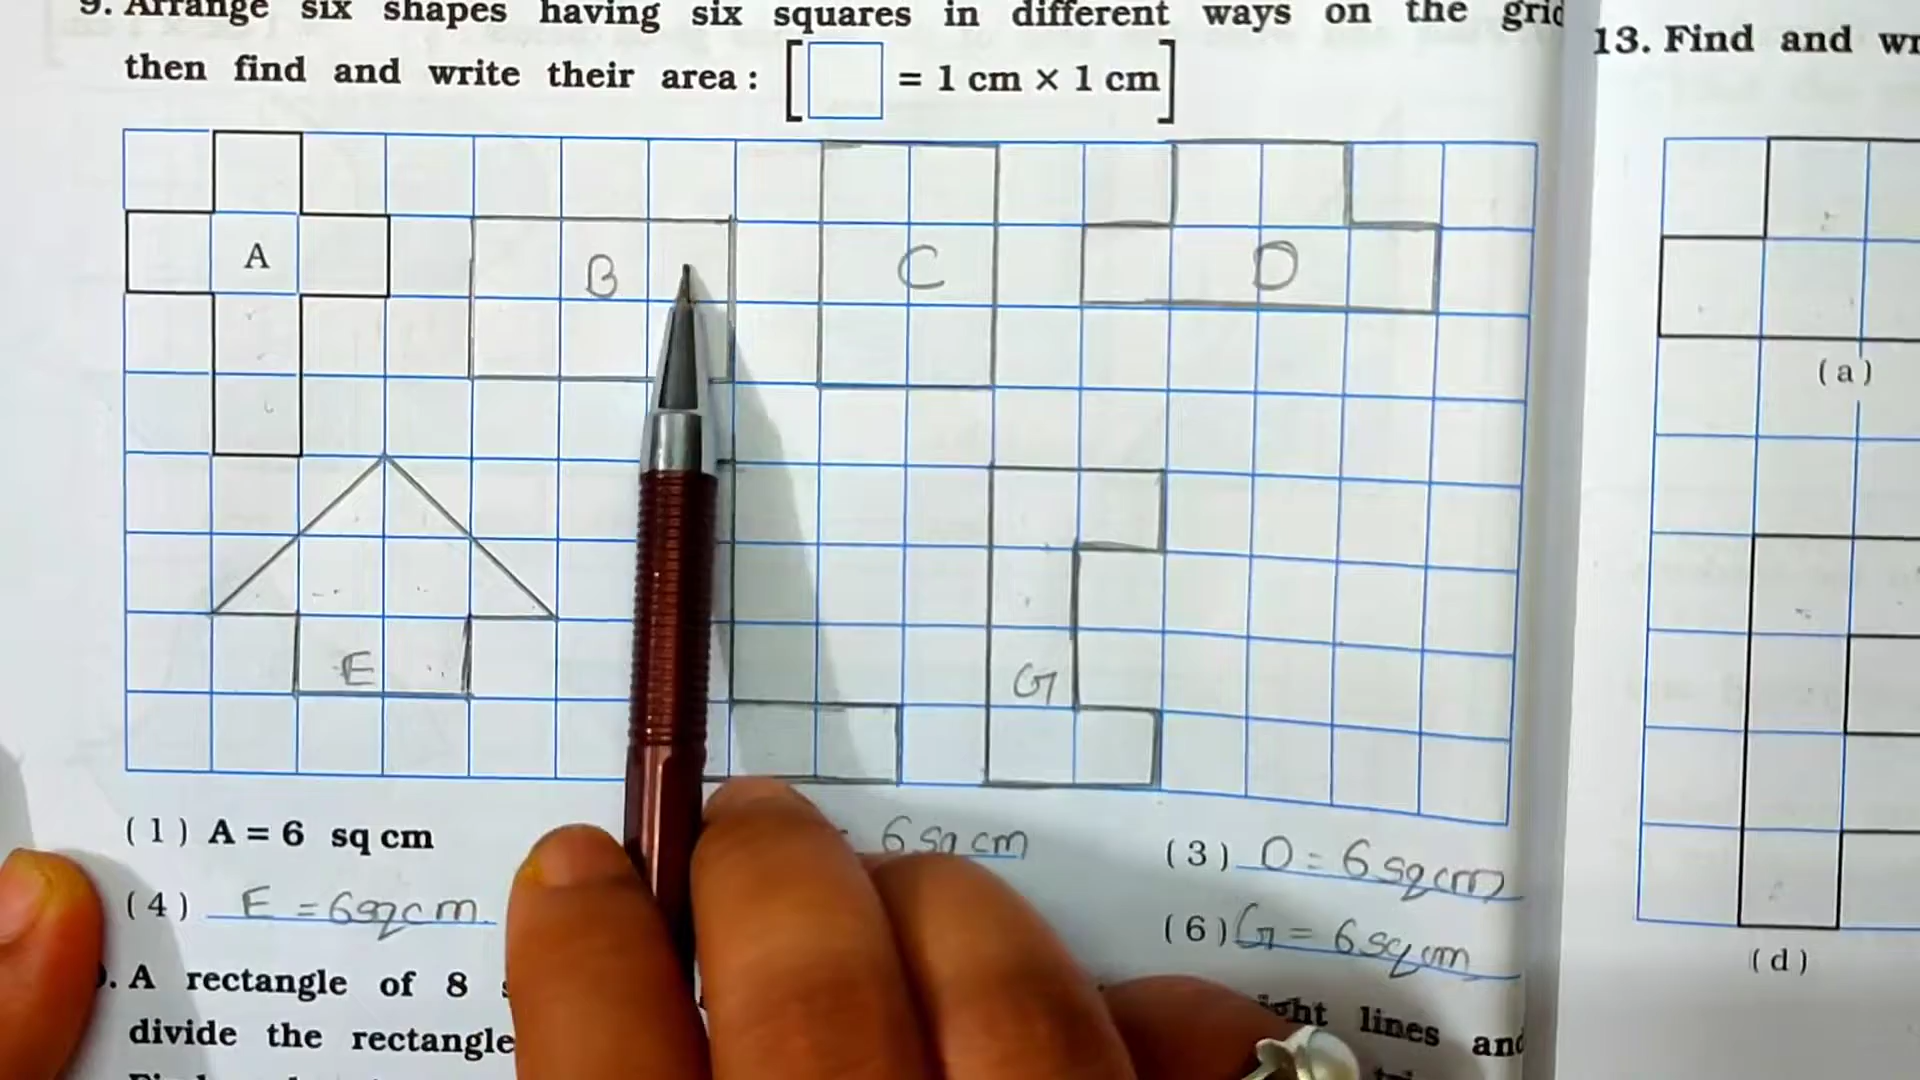 9. Arrange six shapes having six squares in different ways on the grid
then find and write their area : [ = 1 cm × 1 cm]
13. Find and
A
B
C
D
(a)
E
G
(1) A = 6 sq cm
= 6 sq cm
(3) D = 6 sq cm
(4) E = 6 sq cm
(6) G = 6 sq cm
(d)
. A rectangle of 8
lines and
divide the rectangle